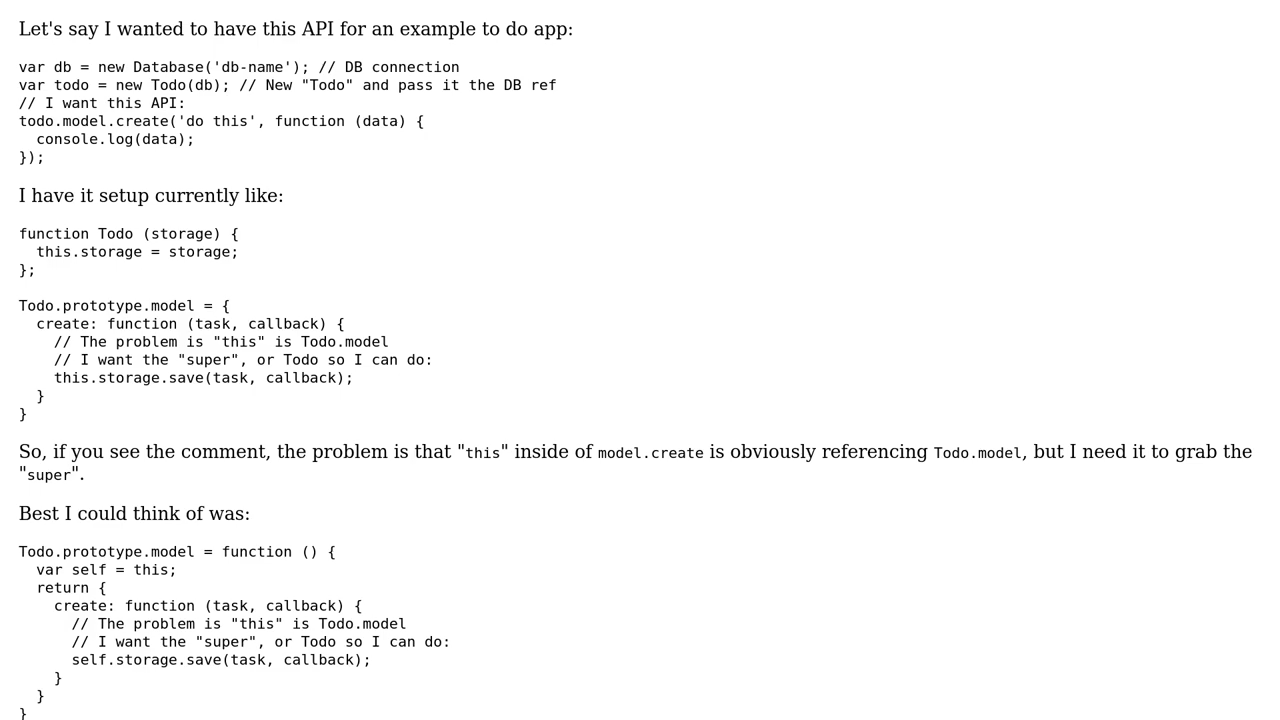 Let's say I wanted to have this API for an example to do app:
var db = new Database('db-name'); // DB connection
var todo = new Todo(db); // New "Todo" and pass it the DB ref
// I want this API:
todo.model.create('do this', function (data) {
  console.log(data);
});
I have it setup currently like:
function Todo (storage) {
  this.storage = storage;
};
Todo.prototype.model = {
  create: function (task, callback) {
    // The problem is "this" is Todo.model
    // I want the "super", or Todo so I can do:
    this.storage.save(task, callback);
  }
}
So, if you see the comment, the problem is that "this" inside of model.create is obviously referencing Todo.model, but I need it to grab the
"super".
Best I could think of was:
Todo.prototype.model = function () {
  var self = this;
  return {
    create: function (task, callback) {
      // The problem is "this" is Todo.model
      // I want the "super", or Todo so I can do:
      self.storage.save(task, callback);
    }
  }
}